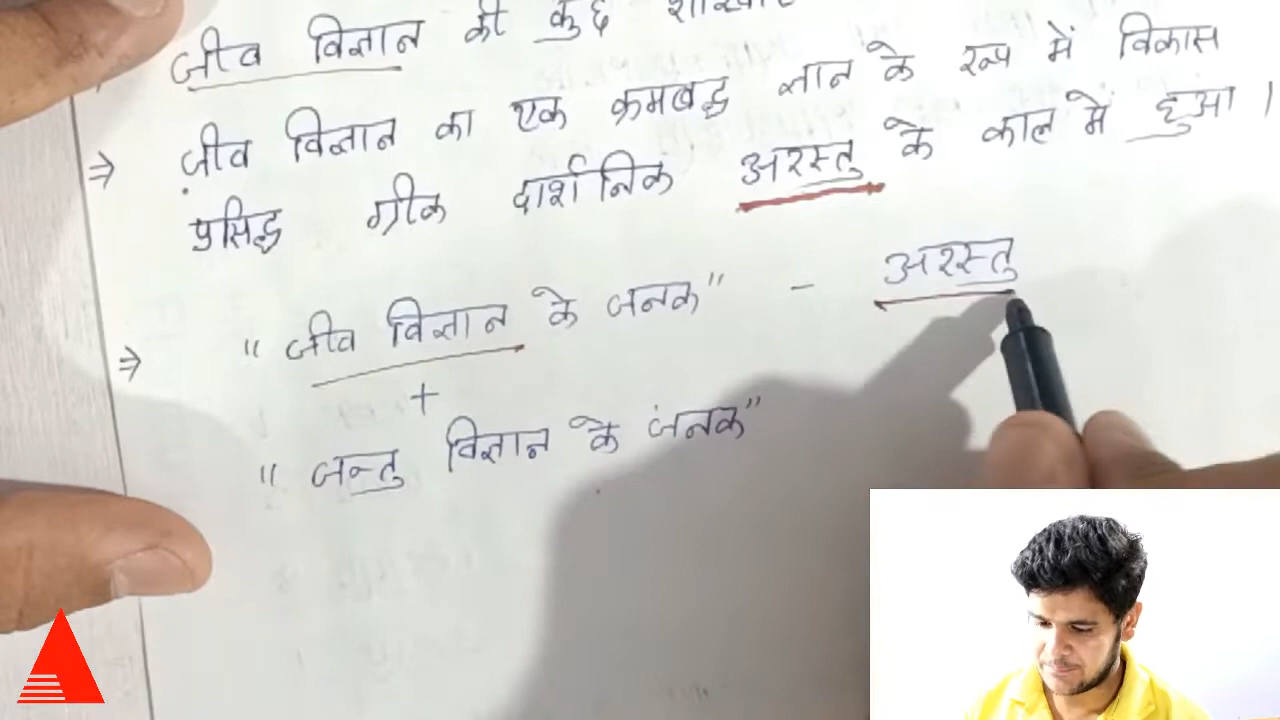 जीव विज्ञान की कुछ शाखाएं
⇒ जीव विज्ञान का एक क्रमबद्ध ज्ञान के रूप में विकास
प्रसिद्ध ग्रीक दार्शनिक अरस्तु के काल में हुआ ।
⇒ " जीव विज्ञान के जनक" - अरस्तु
+
" जन्तु विज्ञान के जनक"